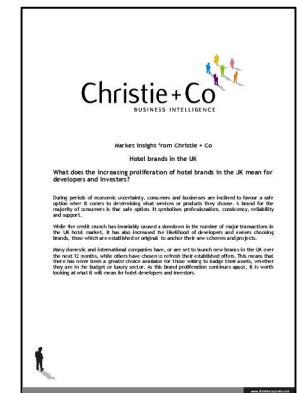 Christie + Co
BUSINESS INTELLIGENCE
Market Insight from Christie + Co
Hotel brands in the UK
What does the increasing proliferation of hotel brands in the UK mean for
developers and investors?
During periods of economic uncertainty, consumers and businesses are inclined to favour a safe
option when it comes to determining what services or products they choose. A brand for the
majority of consumers is that safe option. It symbolises professionalism, consistency, reliability
and support.
While the credit crunch has invariably caused a slowdown in the number of major transactions in
the UK hotel market, it has also increased the likelihood of developers and owners choosing
brands, those which are established or original to anchor their new schemes and projects.
Many domestic and international companies have, or are set to launch new brands in the UK over
the next 12 months, while others have chosen to refresh their established offers. This means that
there has never been a greater choice available for those willing to badge their assets, whether
they are in the budget or luxury sector. As this brand proliferation continues apace, it is worth
looking at what it will mean for hotel developers and investors.